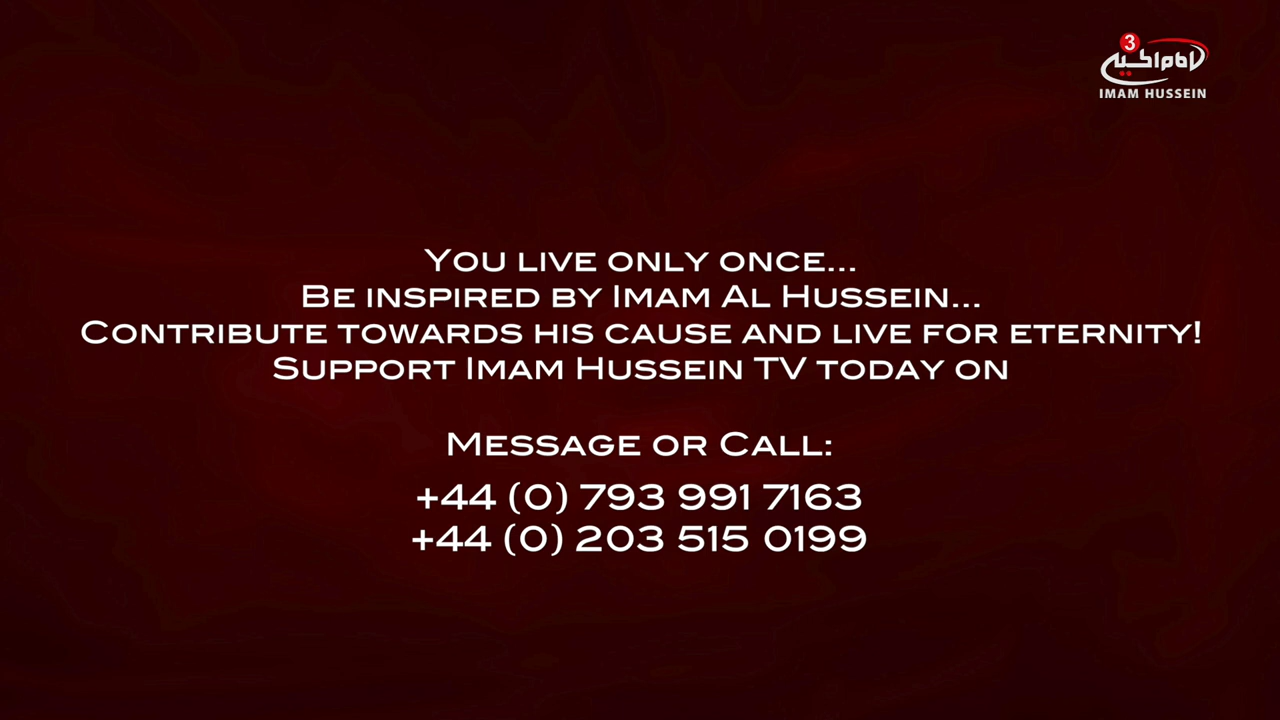 3
IMAM HUSSEIN
You live only once...
Be inspired by Imam Al Hussein...
Contribute towards his cause and live for eternity!
Support Imam Hussein TV today on
Message or Call:
+44 (0) 793 991 7163
+44 (0) 203 515 0199